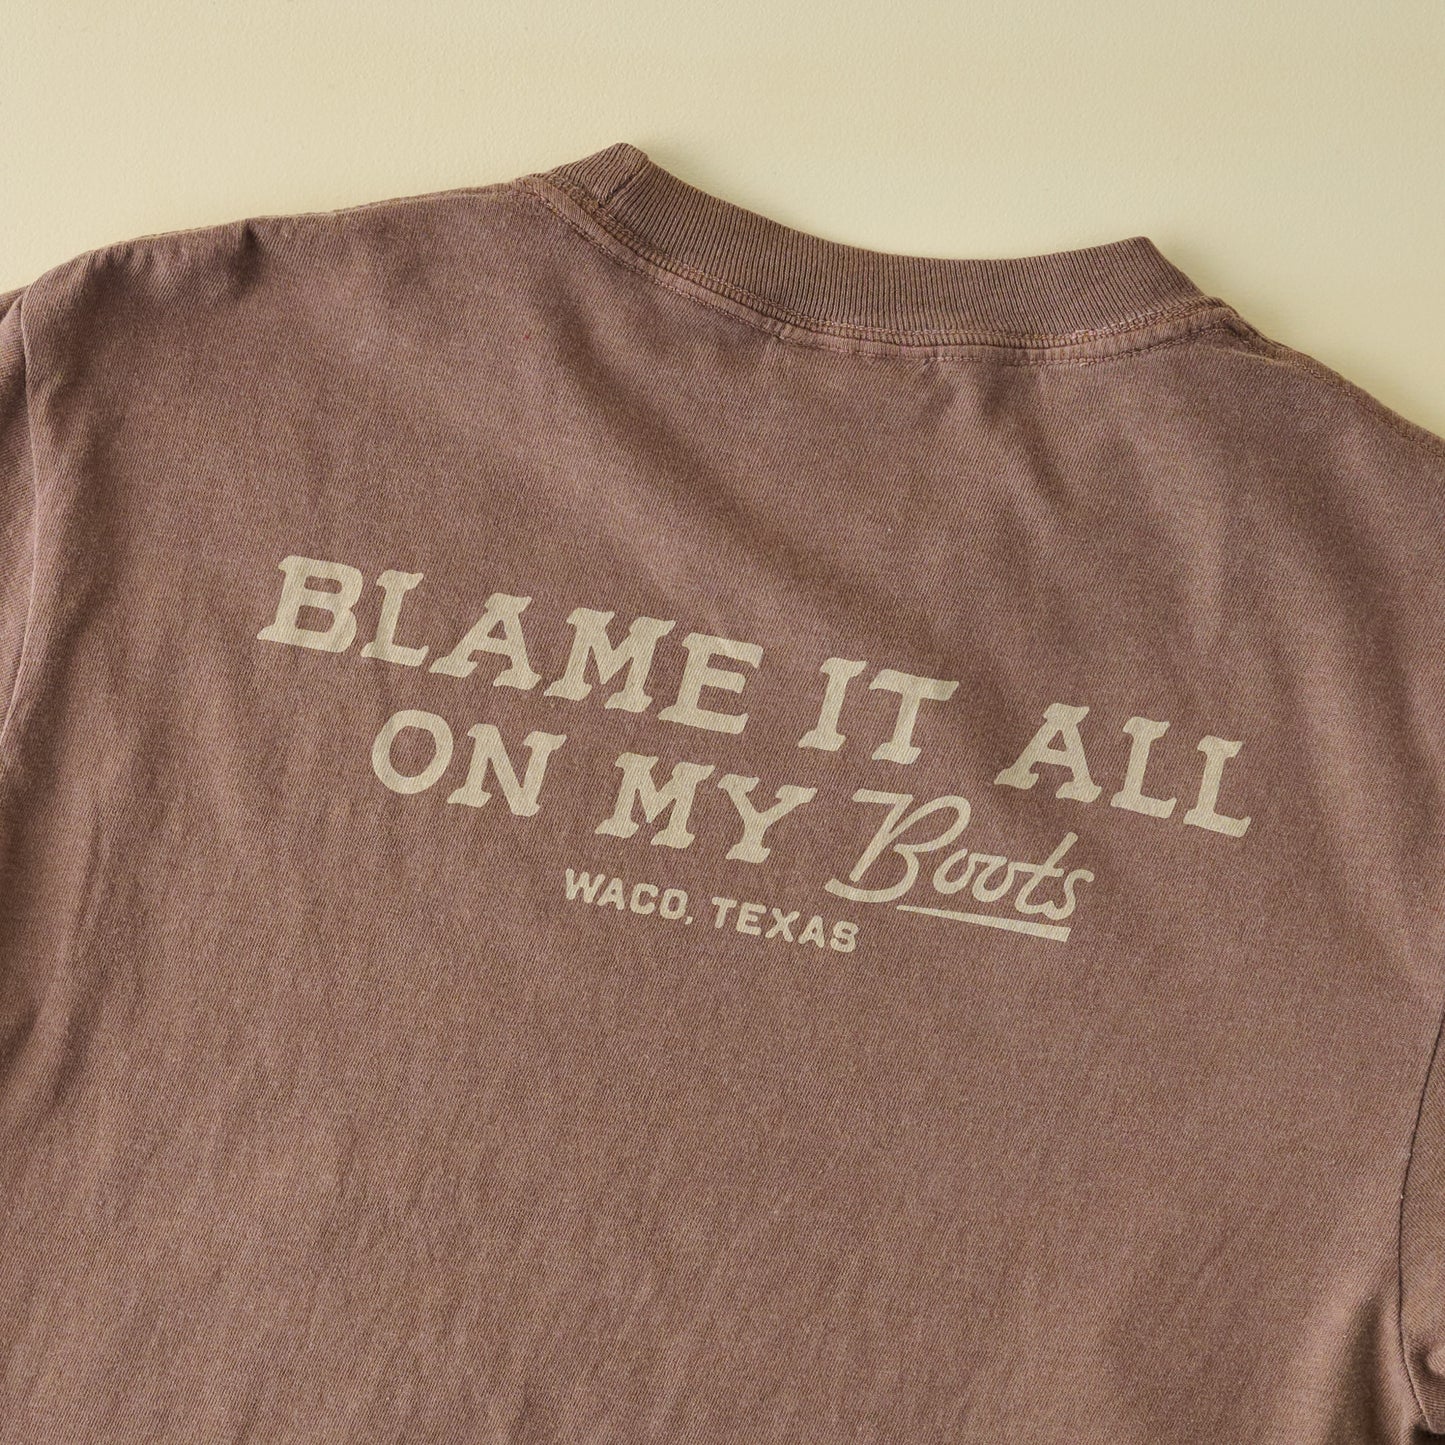 BLAME IT ALL
ON MY Boots
WACO, TEXAS